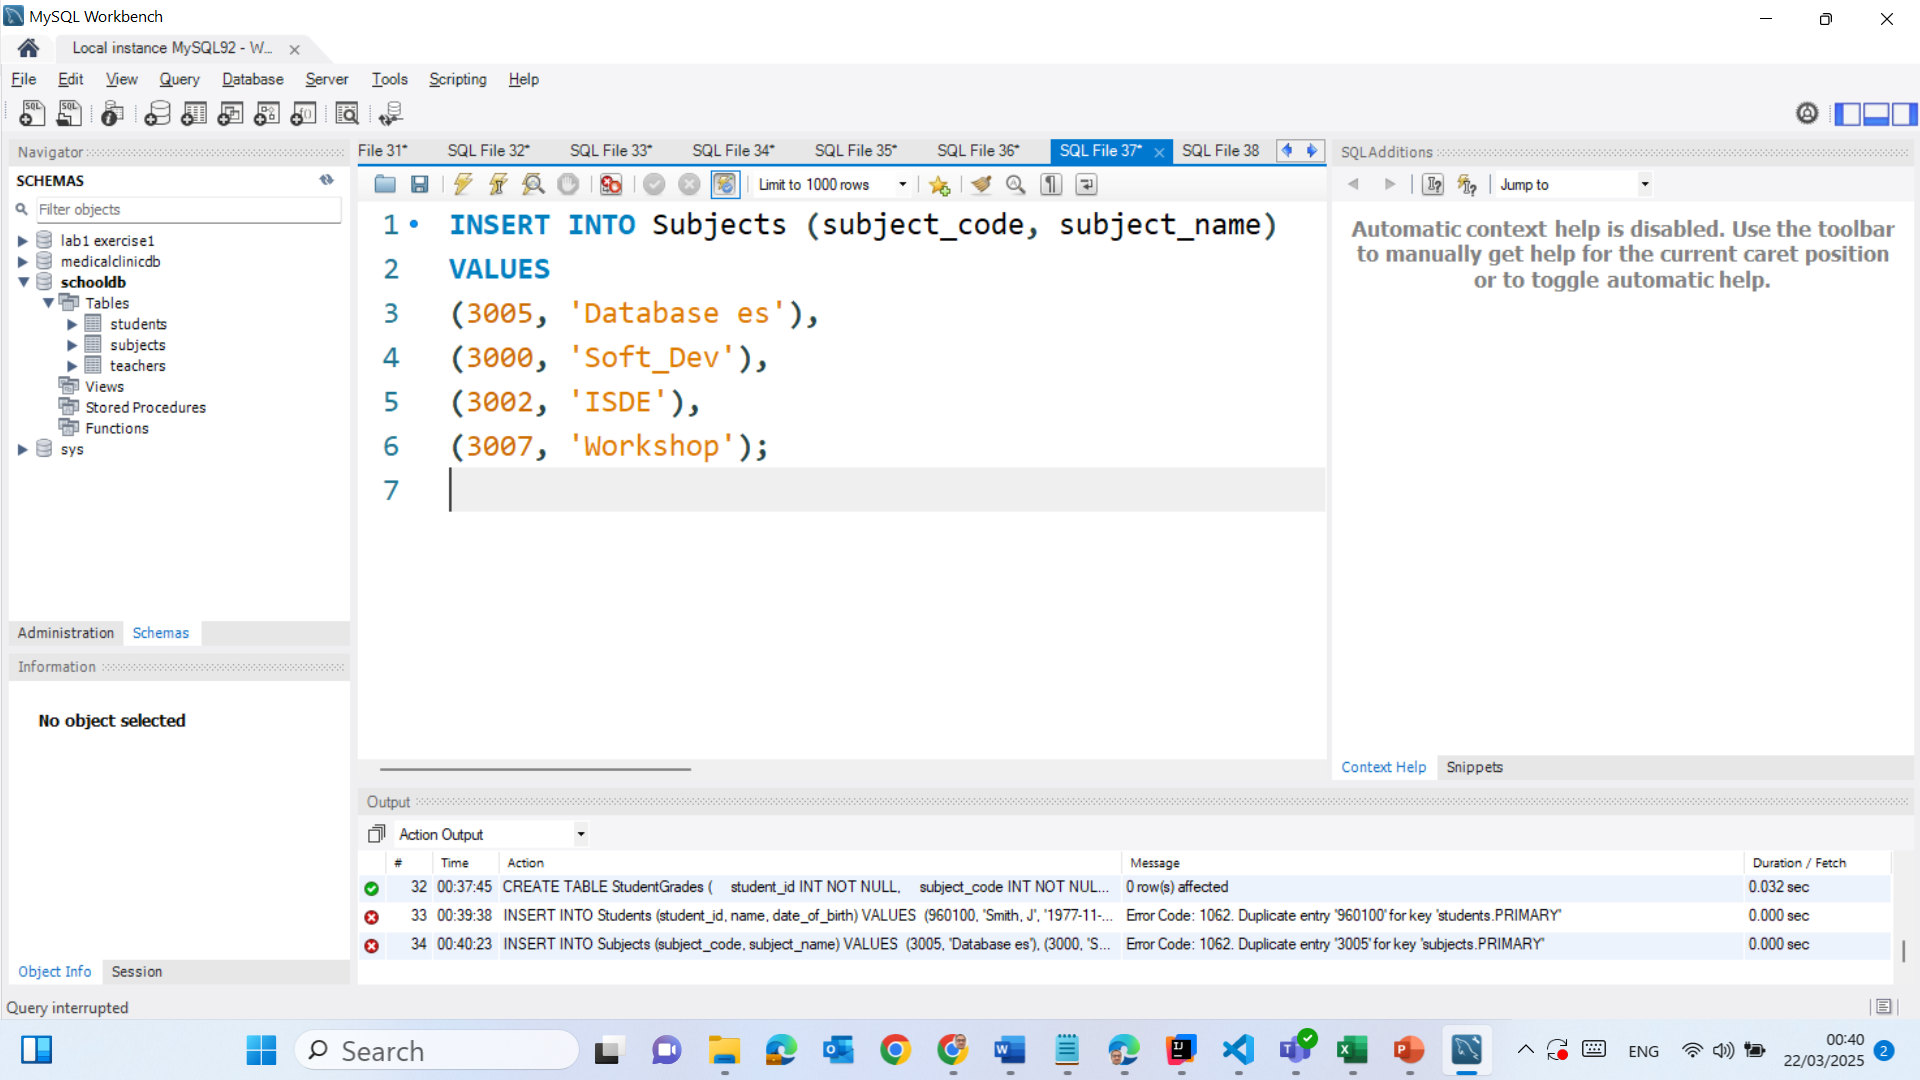 MySQL Workbench
Local instance MySQL92 - W...
File Edit View Query Database Server Tools Scripting Help
Navigator
SCHEMAS
Filter objects
lab1 exercise1
medicalclinicdb
schooldb
Tables
students
subjects
teachers
Views
Stored Procedures
Functions
sys
Administration Schemas
Information
No object selected
Object Info Session
File 31* SQL File 32* SQL File 33* SQL File 34* SQL File 35* SQL File 36* SQL File 37* SQL File 38
Limit to 1000 rows
1 INSERT INTO Subjects (subject_code, subject_name)
2 VALUES
3 (3005, 'Database es'),
4 (3000, 'Soft_Dev'),
5 (3002, 'ISDE'),
6 (3007, 'Workshop');
7
SQLAdditions
Jump to
Automatic context help is disabled. Use the toolbar
to manually get help for the current caret position
or to toggle automatic help.
Context Help Snippets
Output
Action Output
# Time Action Message Duration / Fetch
32 00:37:45 CREATE TABLE StudentGrades ( student_id INT NOT NULL, subject_code INT NOT NUL... 0 row(s) affected 0.032 sec
33 00:39:38 INSERT INTO Students (student_id, name, date_of_birth) VALUES (960100, 'Smith, J', '1977-11-... Error Code: 1062. Duplicate entry '960100' for key 'students.PRIMARY' 0.000 sec
34 00:40:23 INSERT INTO Subjects (subject_code, subject_name) VALUES (3005, 'Database es'), (3000, 'S... Error Code: 1062. Duplicate entry '3005' for key 'subjects.PRIMARY' 0.000 sec
Query interrupted
Search
ENG
00:40
22/03/2025
2